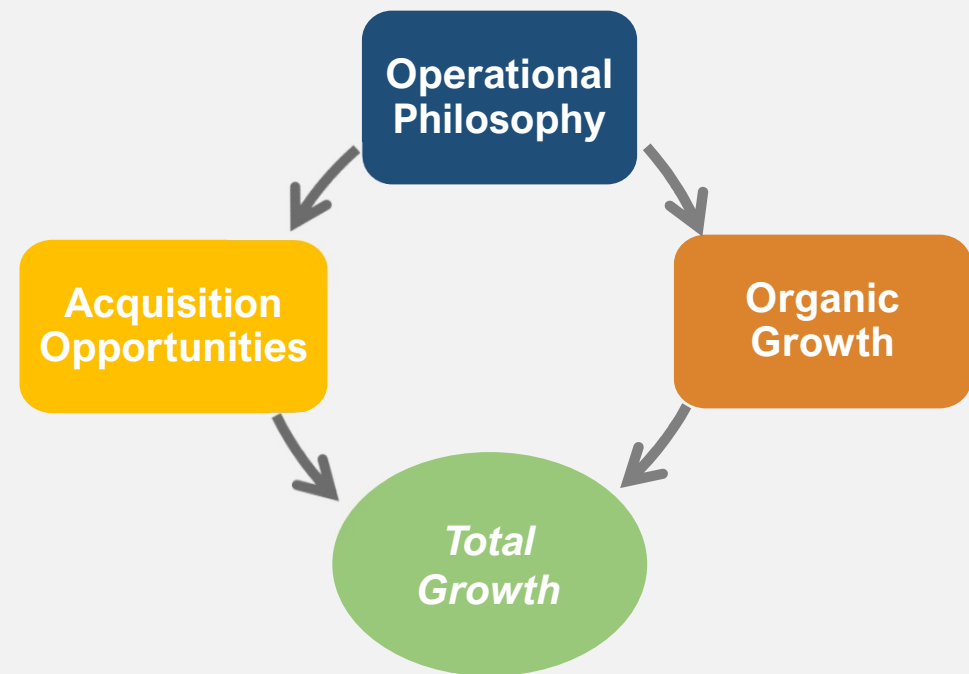 Operational
Philosophy
Acquisition
Opportunities
Organic
Growth
Total
Growth